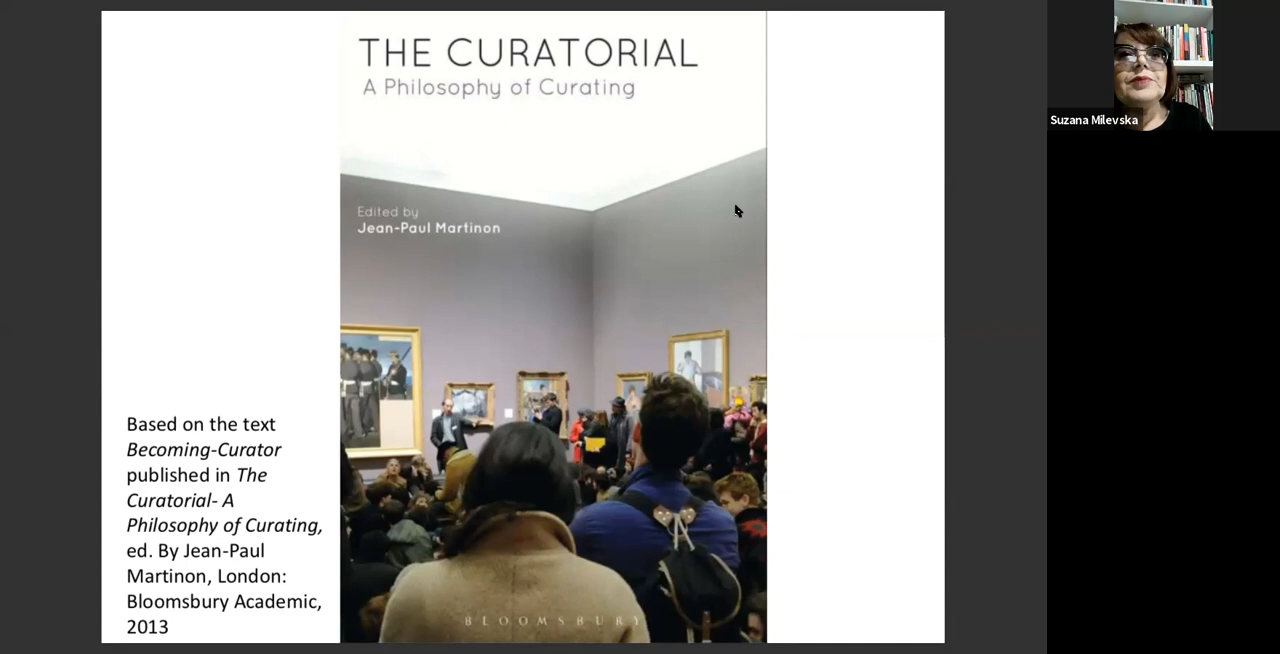 THE CURATORIAL
A Philosophy of Curating
Edited by
Jean-Paul Martinon
Based on the text
Becoming-Curator
published in The
Curatorial- A
Philosophy of Curating,
ed. By Jean-Paul
Martinon, London:
Bloomsbury Academic,
2013
BLOOMSBURY
Suzana Milevska